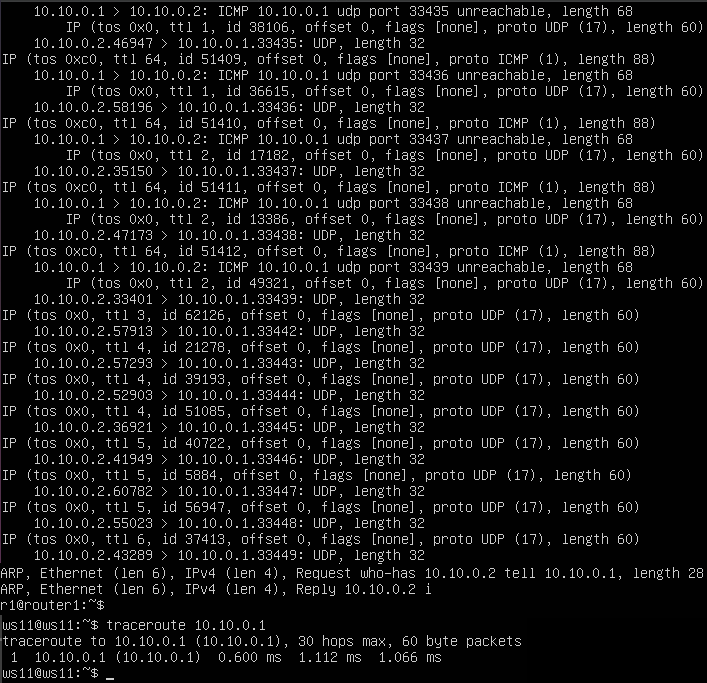 10.10.0.1 > 10.10.0.2: ICMP 10.10.0.1 udp port 33435 unreachable, length 68
IP (tos 0x0, ttl 1, id 38106, offset 0, flags [none], proto UDP (17), length 60)
10.10.0.2.46947 > 10.10.0.1.33435: UDP, length 32
IP (tos 0xc0, ttl 64, id 51409, offset 0, flags [none], proto ICMP (1), length 88)
10.10.0.1 > 10.10.0.2: ICMP 10.10.0.1 udp port 33436 unreachable, length 68
IP (tos 0x0, ttl 1, id 36615, offset 0, flags [none], proto UDP (17), length 60)
10.10.0.2.58196 > 10.10.0.1.33436: UDP, length 32
IP (tos 0xc0, ttl 64, id 51410, offset 0, flags [none], proto ICMP (1), length 88)
10.10.0.1 > 10.10.0.2: ICMP 10.10.0.1 udp port 33437 unreachable, length 68
IP (tos 0x0, ttl 2, id 17182, offset 0, flags [none], proto UDP (17), length 60)
10.10.0.2.35150 > 10.10.0.1.33437: UDP, length 32
IP (tos 0xc0, ttl 64, id 51411, offset 0, flags [none], proto ICMP (1), length 88)
10.10.0.1 > 10.10.0.2: ICMP 10.10.0.1 udp port 33438 unreachable, length 68
IP (tos 0x0, ttl 2, id 13386, offset 0, flags [none], proto UDP (17), length 60)
10.10.0.2.47173 > 10.10.0.1.33438: UDP, length 32
IP (tos 0xc0, ttl 64, id 51412, offset 0, flags [none], proto ICMP (1), length 88)
10.10.0.1 > 10.10.0.2: ICMP 10.10.0.1 udp port 33439 unreachable, length 68
IP (tos 0x0, ttl 2, id 49321, offset 0, flags [none], proto UDP (17), length 60)
10.10.0.2.33401 > 10.10.0.1.33439: UDP, length 32
IP (tos 0x0, ttl 3, id 62126, offset 0, flags [none], proto UDP (17), length 60)
10.10.0.2.57913 > 10.10.0.1.33442: UDP, length 32
IP (tos 0x0, ttl 4, id 21278, offset 0, flags [none], proto UDP (17), length 60)
10.10.0.2.57293 > 10.10.0.1.33443: UDP, length 32
IP (tos 0x0, ttl 4, id 39193, offset 0, flags [none], proto UDP (17), length 60)
10.10.0.2.52903 > 10.10.0.1.33444: UDP, length 32
IP (tos 0x0, ttl 4, id 51085, offset 0, flags [none], proto UDP (17), length 60)
10.10.0.2.36921 > 10.10.0.1.33445: UDP, length 32
IP (tos 0x0, ttl 5, id 40722, offset 0, flags [none], proto UDP (17), length 60)
10.10.0.2.41949 > 10.10.0.1.33446: UDP, length 32
IP (tos 0x0, ttl 5, id 5884, offset 0, flags [none], proto UDP (17), length 60)
10.10.0.2.60782 > 10.10.0.1.33447: UDP, length 32
IP (tos 0x0, ttl 5, id 56947, offset 0, flags [none], proto UDP (17), length 60)
10.10.0.2.55023 > 10.10.0.1.33448: UDP, length 32
IP (tos 0x0, ttl 6, id 37413, offset 0, flags [none], proto UDP (17), length 60)
10.10.0.2.43289 > 10.10.0.1.33449: UDP, length 32
ARP, Ethernet (len 6), IPv4 (len 4), Request who-has 10.10.0.2 tell 10.10.0.1, length 28
ARP, Ethernet (len 6), IPv4 (len 4), Reply 10.10.0.2 i
r1@router1:~$
ws11@ws11:~$ traceroute 10.10.0.1
traceroute to 10.10.0.1 (10.10.0.1), 30 hops max, 60 byte packets
1  10.10.0.1 (10.10.0.1)  0.600 ms  1.112 ms  1.066 ms
ws11@ws11:~$ _